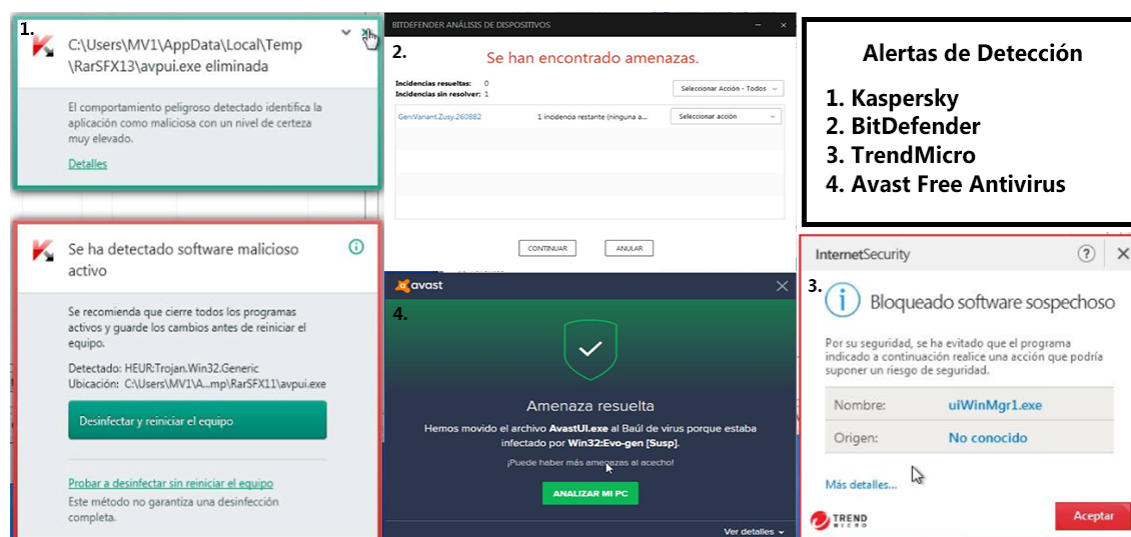 1.
C:\Users\MV1\AppData\Local\Temp
\RarSFX13\avpui.exe eliminada
El comportamiento peligroso detectado identifica la
aplicación como maliciosa con un nivel de certeza
muy elevado.
Detalles
Se ha detectado software malicioso
activo
Se recomienda que cierre todos los programas
activos y guarde los cambios antes de reiniciar el
equipo.
Detectado: HEUR:Trojan.Win32.Generic
Ubicación: C:\Users\MV1\A...mp\RarSFX11\avpui.exe
Desinfectar y reiniciar el equipo
Probar a desinfectar sin reiniciar el equipo
Este método no garantiza una desinfección
completa.
BITDEFENDER ANÁLISIS DE DISPOSITIVOS
2.
Se han encontrado amenazas.
Incidencias resueltas: 0
Incidencias sin resolver: 1
Seleccionar Acción - Todos
Gen:Variant.Zusy.260882 1 incidencia restante (ninguna a... Seleccionar acción
CONTINUAR ANULAR
avast
4.
Amenaza resuelta
Hemos movido el archivo AvastUI.exe al Baúl de virus porque estaba
infectado por Win32:Evo-gen [Susp].
¡Puede haber más amenazas al acecho!
ANALIZAR MI PC
Ver detalles
Alertas de Detección
1. Kaspersky
2. BitDefender
3. TrendMicro
4. Avast Free Antivirus
InternetSecurity
3.
Bloqueado software sospechoso
Por su seguridad, se ha evitado que el programa
indicado a continuación realice una acción que podría
suponer un riesgo de seguridad.
Nombre: uiWinMgr1.exe
Origen: No conocido
Más detalles...
TREND
MICRO
Aceptar